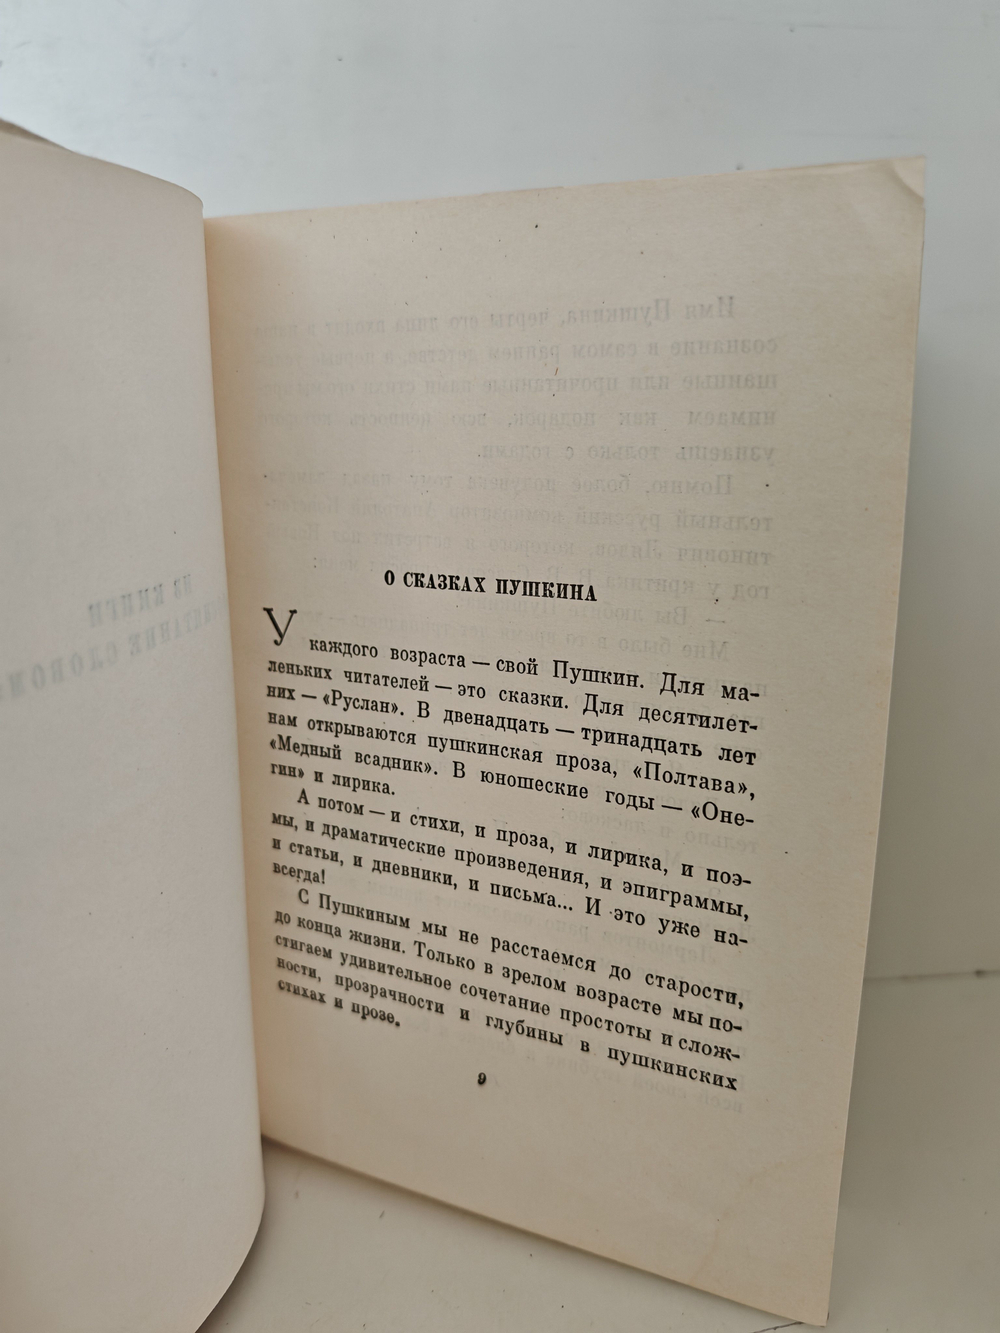 О СКАЗКАХ ПУШКИНА
У каждого возраста — свой Пушкин. Для ма-
леньких читателей — это сказки. Для десятилет-
них — «Руслан». В двенадцать — тринадцать лет
нам открываются пушкинская проза, «Полтава»,
«Медный всадник». В юношеские годы — «Оне-
гин» и лирика.
А потом — и стихи, и проза, и лирика, и поэ-
мы, и драматические произведения, и эпиграммы,
и статьи, и дневники, и письма... И это уже на-
всегда!
С Пушкиным мы не расстаемся до старости,
до конца жизни. Только в зрелом возрасте мы по-
стигаем удивительное сочетание простоты и слож-
ности, прозрачности и глубины в пушкинских
стихах и прозе.
9